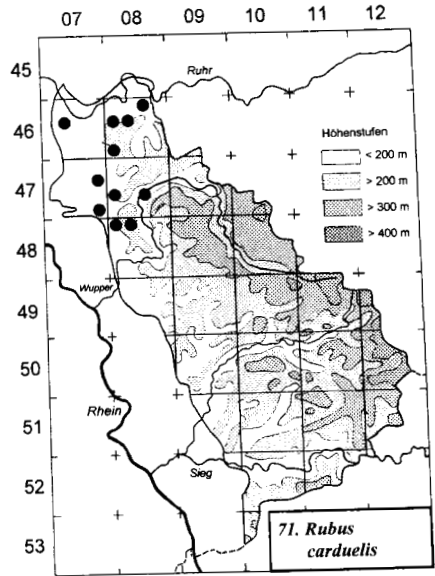 07 08 09 10 11 12
45
Ruhr
46
Höhenstufen
< 200 m
47
> 200 m
> 300 m
48
> 400 m
Wupper
49
50
Rhein
51
Sieg
52
71. Rubus
carduelis
53